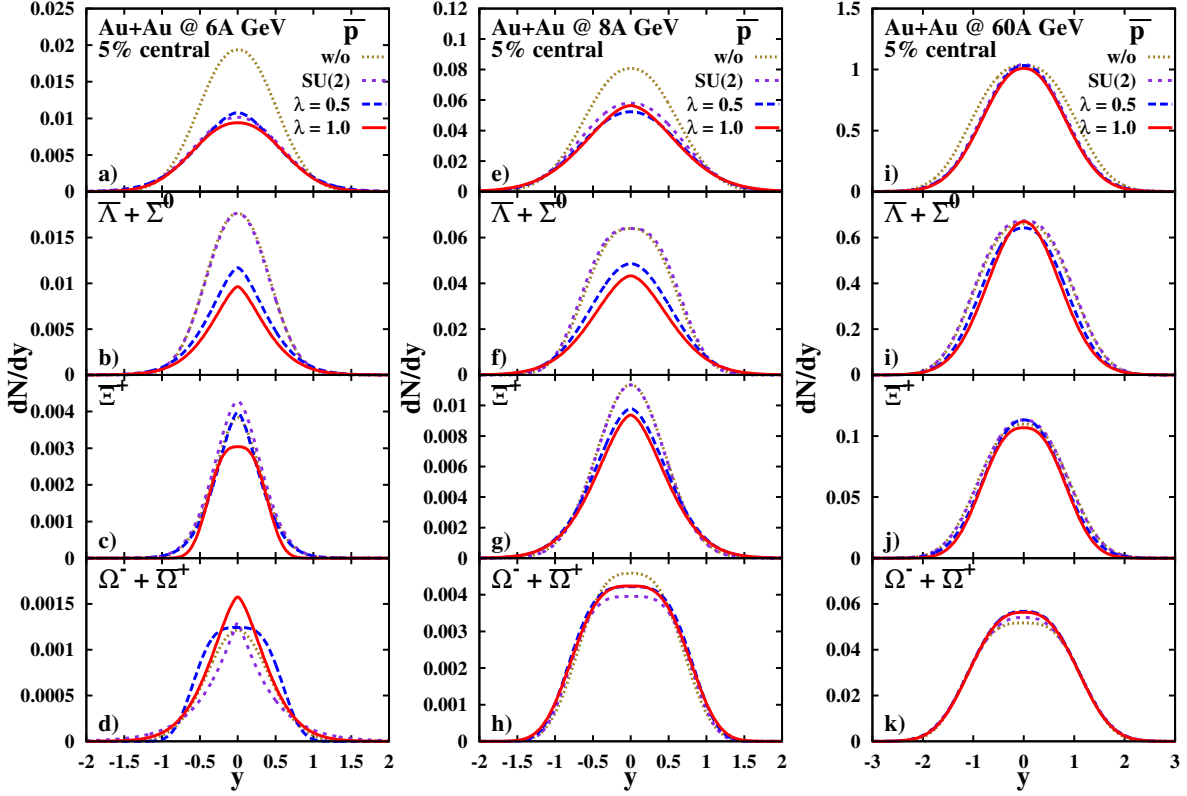 Au+Au @ 6A GeV
5% central
p̅
w/o
SU(2)
λ = 0.5
λ = 1.0
0.025
0.02
0.015
0.01
0.005
0
a)
Λ̅ + Σ̅⁰
0.015
0.01
0.005
0
b)
Ξ̅⁺
0.004
0.003
0.002
0.001
0
c)
Ω⁻ + Ω̅⁺
0.0015
0.001
0.0005
0
d)
-2 -1.5 -1 -0.5 0 0.5 1 1.5 2
y
dN/dy
Au+Au @ 8A GeV
5% central
p̅
w/o
SU(2)
λ = 0.5
λ = 1.0
0.12
0.1
0.08
0.06
0.04
0.02
0
e)
Λ̅ + Σ̅⁰
0.06
0.04
0.02
0
f)
Ξ̅⁺
0.01
0.008
0.006
0.004
0.002
0
g)
Ω⁻ + Ω̅⁺
0.004
0.003
0.002
0.001
0
h)
-2 -1.5 -1 -0.5 0 0.5 1 1.5 2
y
dN/dy
Au+Au @ 60A GeV
5% central
p̅
w/o
SU(2)
λ = 0.5
λ = 1.0
1.5
1
0.5
0
i)
Λ̅ + Σ̅⁰
0.6
0.4
0.2
0
i)
Ξ̅⁺
0.1
0.05
0
j)
Ω⁻ + Ω̅⁺
0.06
0.04
0.02
0
k)
-3 -2 -1 0 1 2 3
y
dN/dy